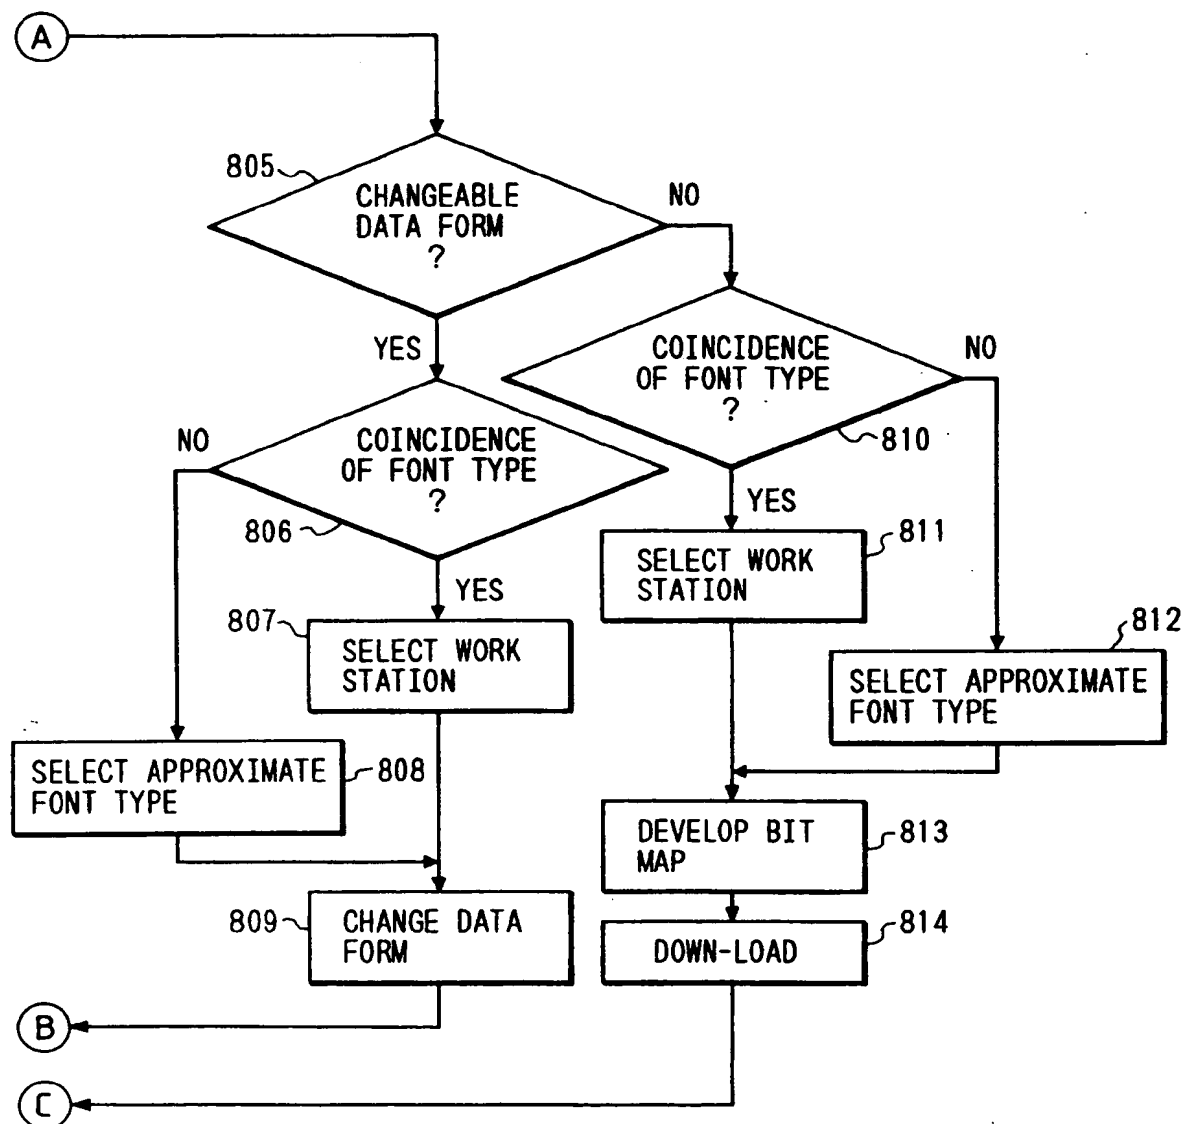 A
805
CHANGEABLE
DATA FORM
?
NO
YES
COINCIDENCE
OF FONT TYPE
?
NO
810
NO
COINCIDENCE
OF FONT TYPE
?
806
YES
YES
811
SELECT WORK
STATION
807
SELECT WORK
STATION
812
SELECT APPROXIMATE
FONT TYPE
SELECT APPROXIMATE
FONT TYPE
808
DEVELOP BIT
MAP
813
809
CHANGE DATA
FORM
DOWN-LOAD
814
B
C